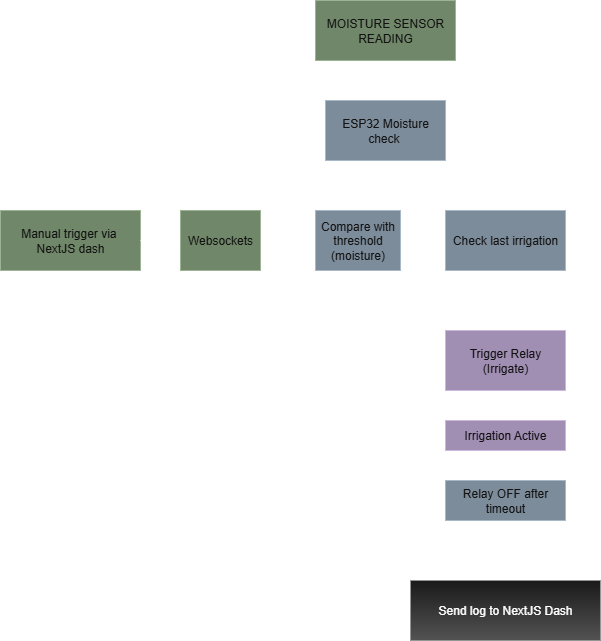 MOISTURE SENSOR
READING
ESP32 Moisture
check
Manual trigger via
NextJS dash
Websockets
Compare with
threshold
(moisture)
Check last irrigation
Trigger Relay
(Irrigate)
Irrigation Active
Relay OFF after
timeout
Send log to NextJS Dash